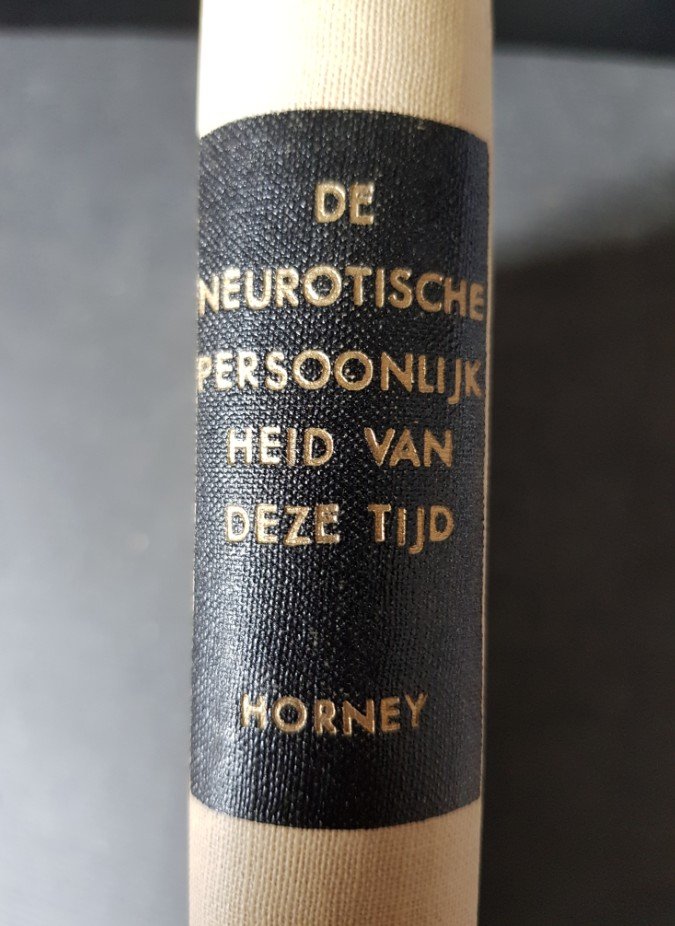 DE
NEUROTISCHE
PERSOONLIJK
HEID VAN
DEZE TIJD
HORNEY